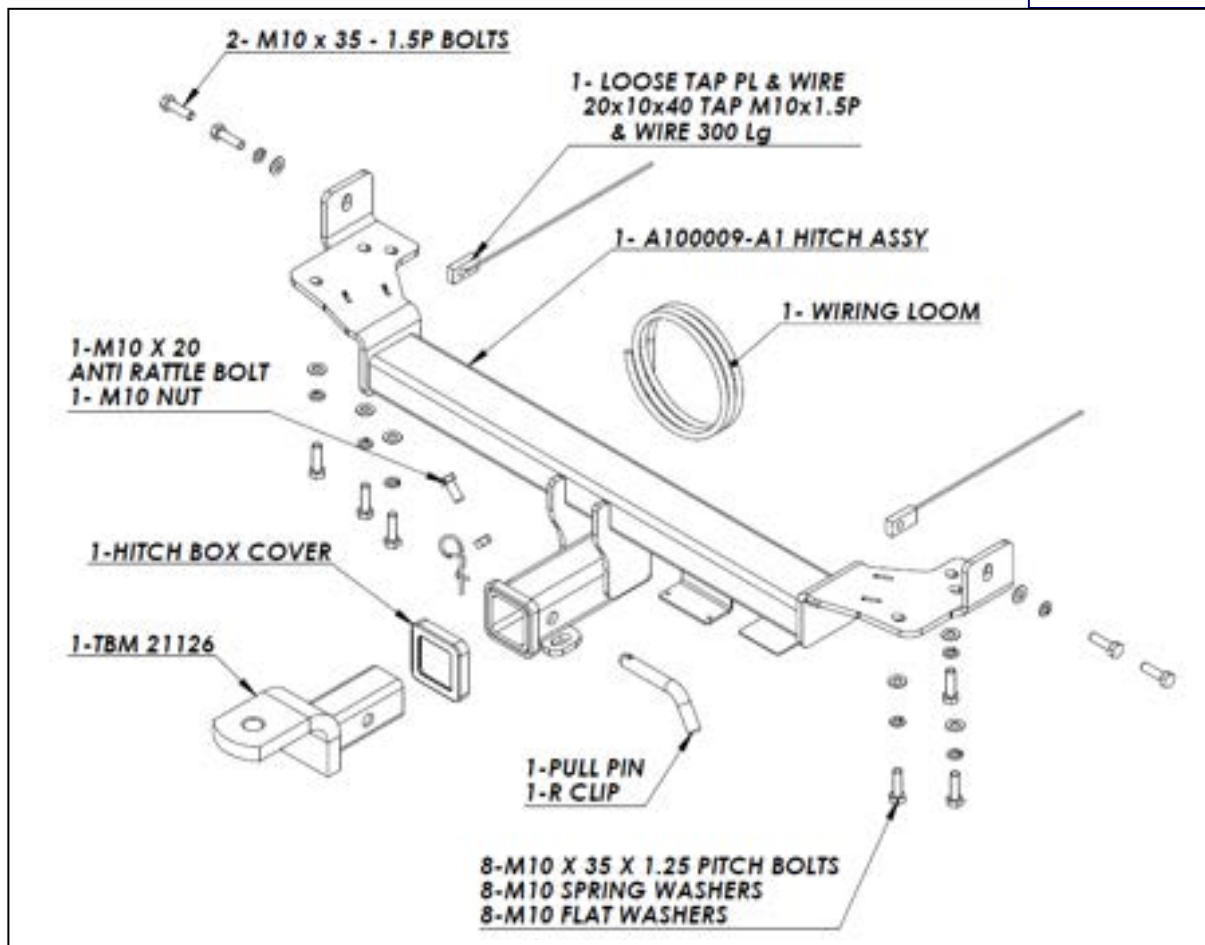 2- M10 x 35 - 1.5P BOLTS
1- LOOSE TAP PL & WIRE
20x10x40 TAP M10x1.5P
& WIRE 300 Lg
1- A100009-A1 HITCH ASSY
1- WIRING LOOM
1-M10 X 20
ANTI RATTLE BOLT
1- M10 NUT
1-HITCH BOX COVER
1-TBM 21126
1-PULL PIN
1-R CLIP
8-M10 X 35 X 1.25 PITCH BOLTS
8-M10 SPRING WASHERS
8-M10 FLAT WASHERS